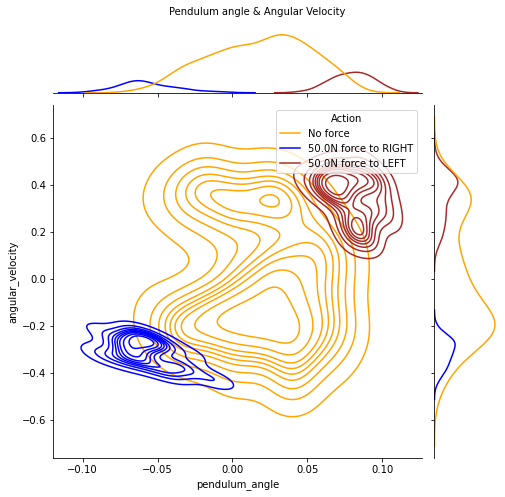 Pendulum angle & Angular Velocity
Action
No force
50.0N force to RIGHT
50.0N force to LEFT
0.6
0.4
0.2
0.0
−0.2
−0.4
−0.6
angular_velocity
−0.10
−0.05
0.00
0.05
0.10
pendulum_angle